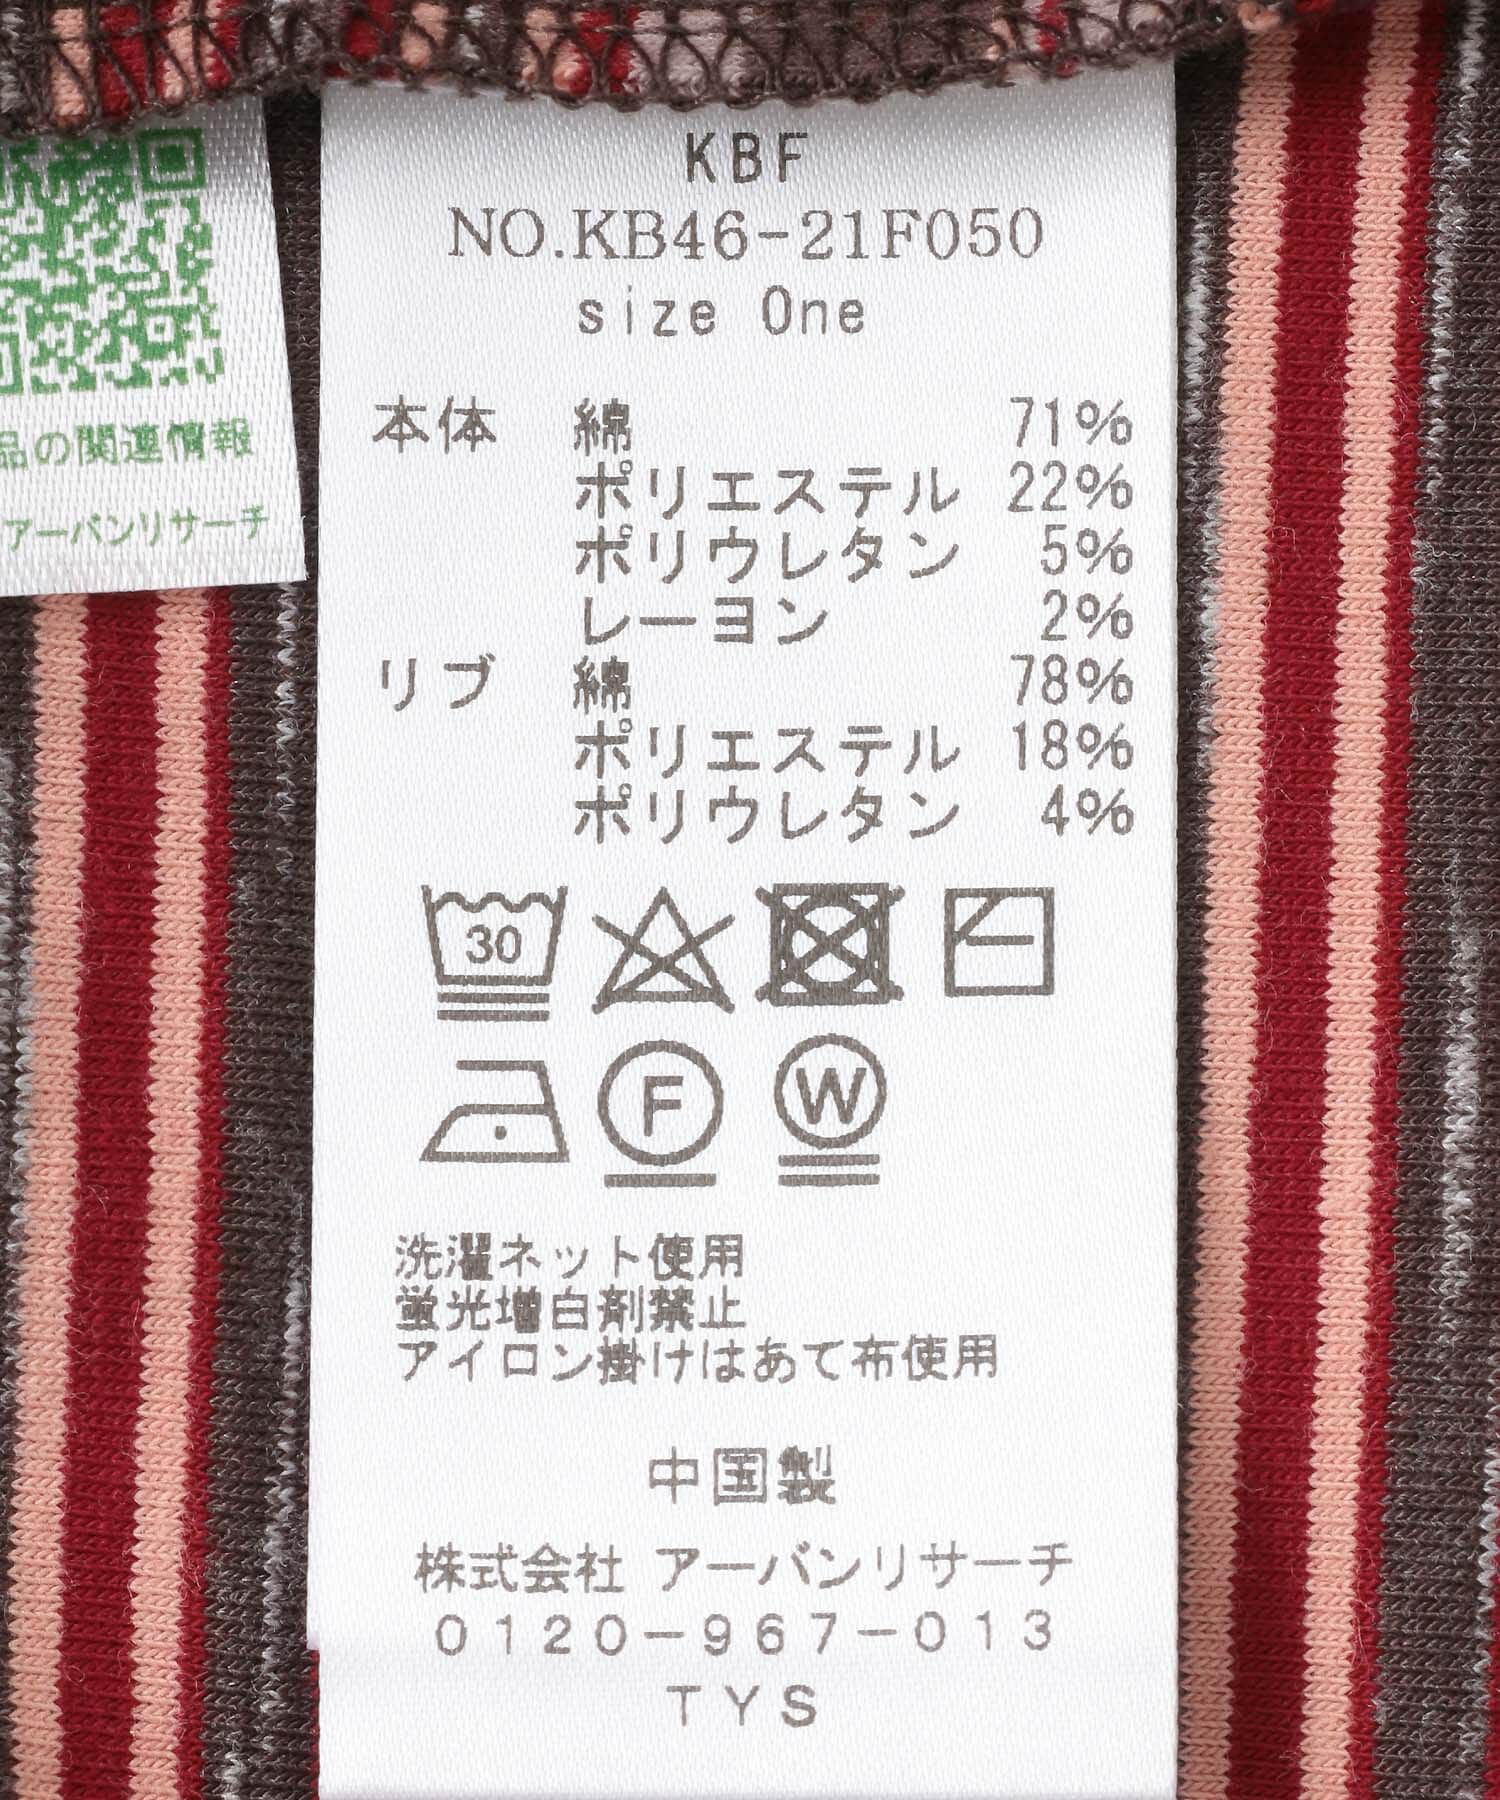 KBF
NO.KB46-21F050
size One
本体 綿 71%
ポリエステル 22%
ポリウレタン 5%
レーヨン 2%
リブ 綿 78%
ポリエステル 18%
ポリウレタン 4%
30
F
W
洗濯ネット使用
蛍光増白剤禁止
アイロン掛けはあて布使用
中国製
株式会社 アーバンリサーチ
0120-967-013
TYS
品の関連情報
アーバンリサーチ